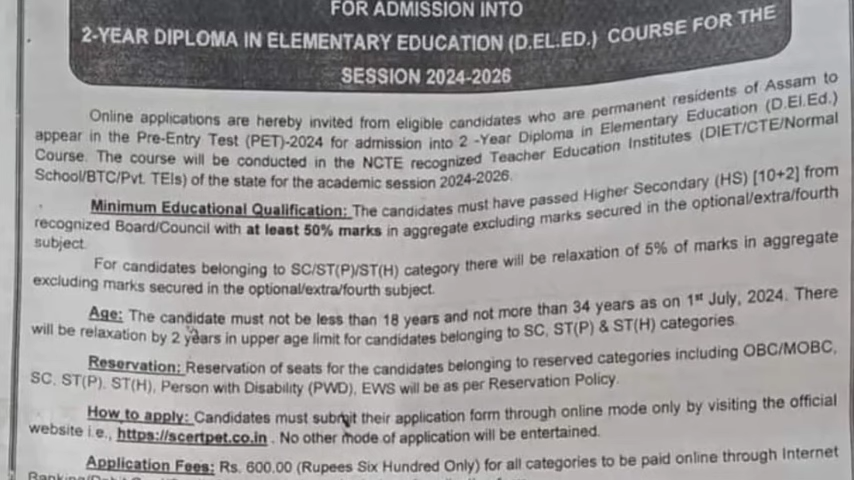 FOR ADMISSION INTO
2-YEAR DIPLOMA IN ELEMENTARY EDUCATION (D.EL.ED.) COURSE FOR THE
SESSION 2024-2026
Online applications are hereby invited from eligible candidates who are permanent residents of Assam to
appear in the Pre-Entry Test (PET)-2024 for admission into 2 -Year Diploma in Elementary Education (D.El.Ed.)
Course. The course will be conducted in the NCTE recognized Teacher Education Institutes (DIET/CTE/Normal
School/BTC/Pvt. TEIs) of the state for the academic session 2024-2026.
Minimum Educational Qualification: The candidates must have passed Higher Secondary (HS) [10+2] from
recognized Board/Council with at least 50% marks in aggregate excluding marks secured in the optional/extra/fourth
subject.
For candidates belonging to SC/ST(P)/ST(H) category there will be relaxation of 5% of marks in aggregate
excluding marks secured in the optional/extra/fourth subject.
Age: The candidate must not be less than 18 years and not more than 34 years as on 1st July, 2024. There
will be relaxation by 2 years in upper age limit for candidates belonging to SC, ST(P) & ST(H) categories.
Reservation: Reservation of seats for the candidates belonging to reserved categories including OBC/MOBC,
SC, ST(P), ST(H), Person with Disability (PWD), EWS will be as per Reservation Policy.
How to apply: Candidates must submit their application form through online mode only by visiting the official
website i.e., https://scertpet.co.in . No other mode of application will be entertained.
Application Fees: Rs. 600.00 (Rupees Six Hundred Only) for all categories to be paid online through Internet